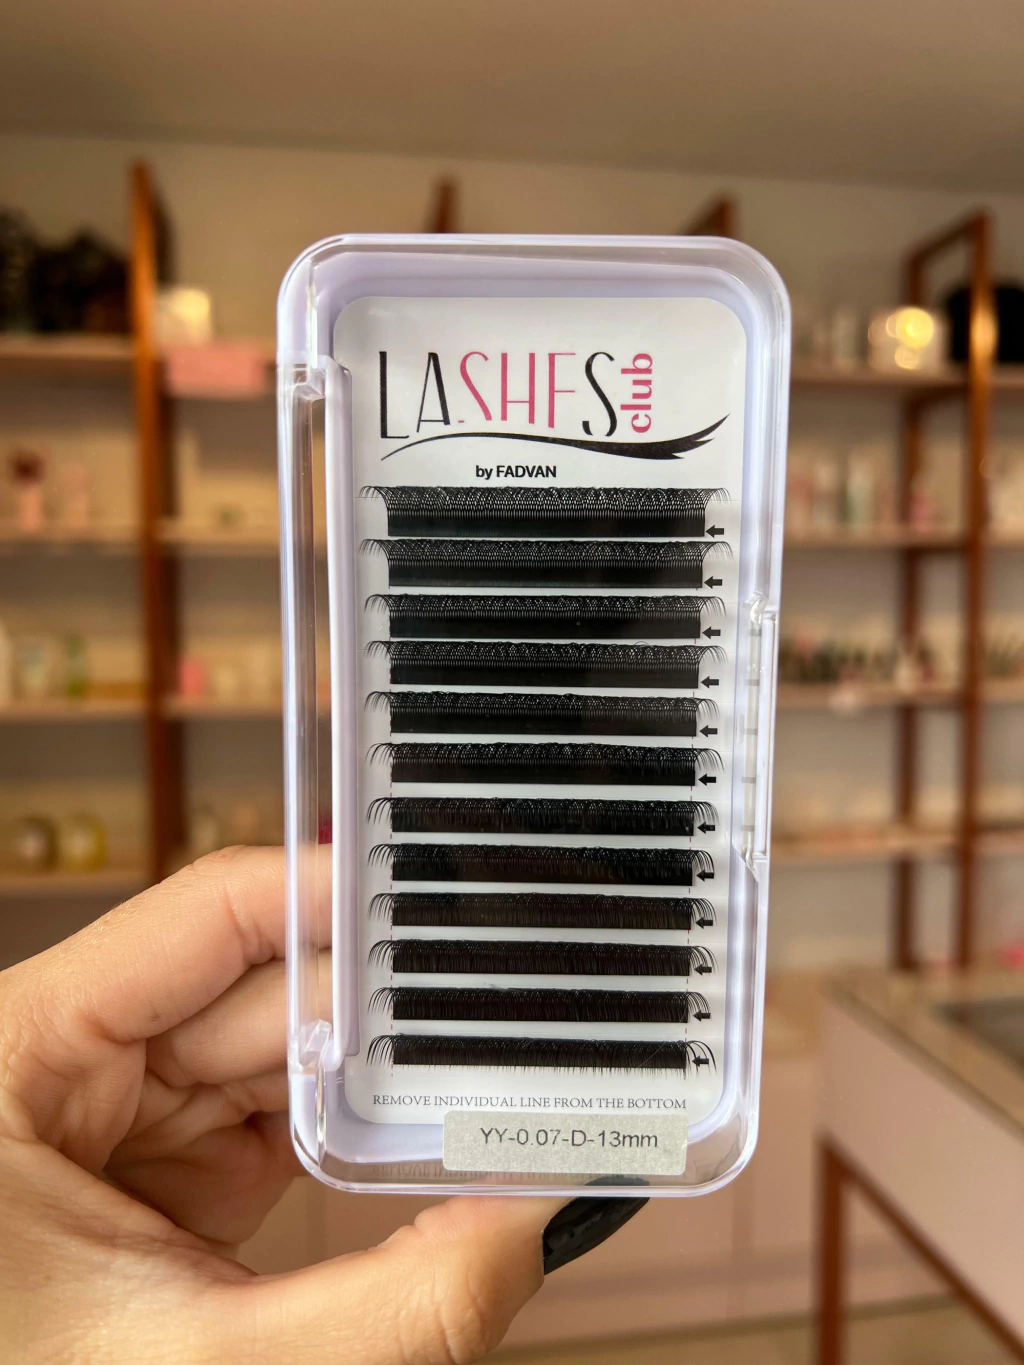 LASHES club
by FADVAN
REMOVE INDIVIDUAL LINE FROM THE BOTTOM
YY-0.07-D-13mm